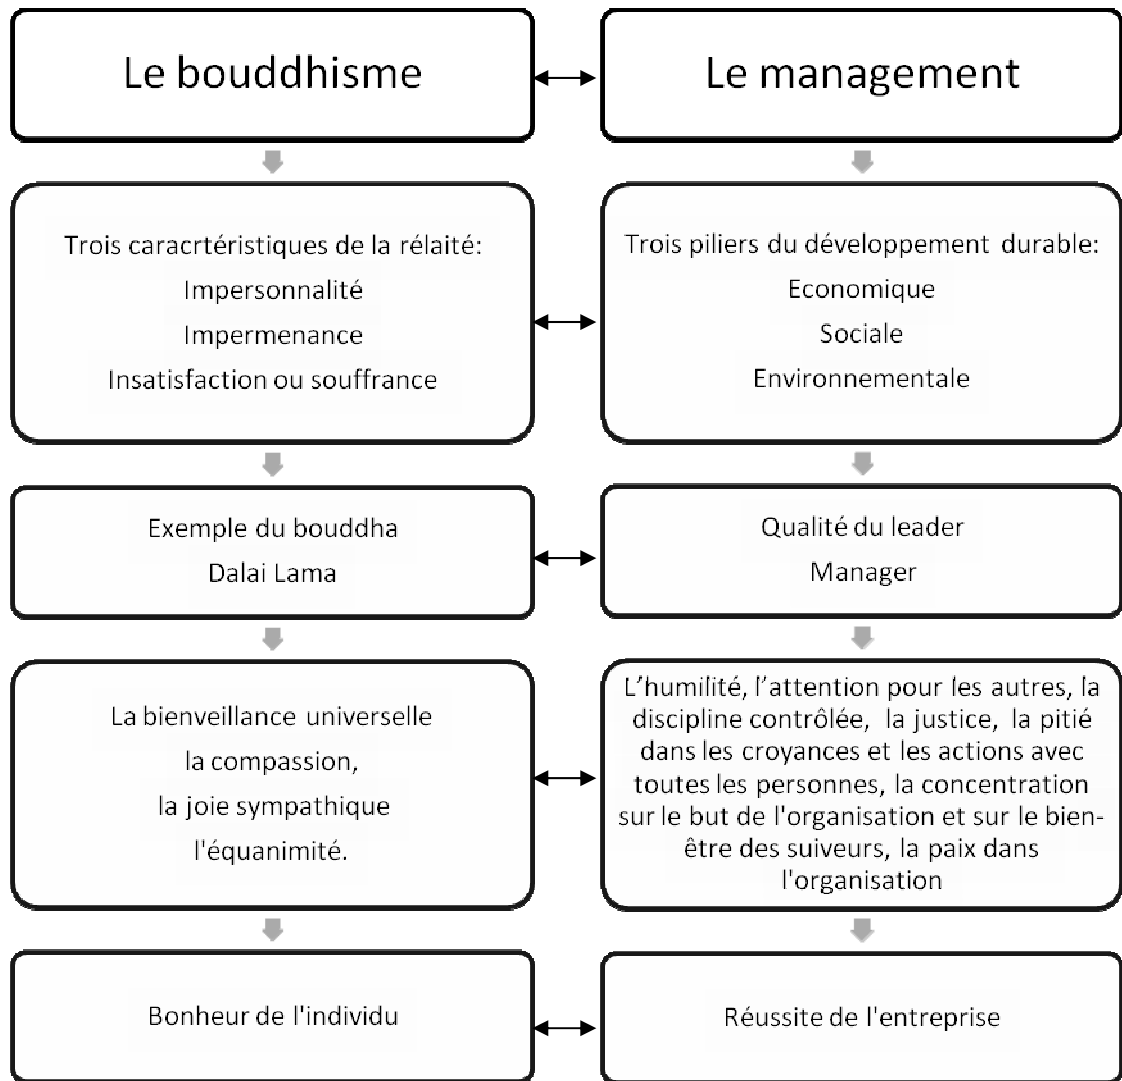 Le bouddhisme
Le management
Trois caracrtéristiques de la rélaité:
Impersonnalité
Impermenance
Insatisfaction ou souffrance
Trois piliers du développement durable:
Economique
Sociale
Environnementale
Exemple du bouddha
Dalai Lama
Qualité du leader
Manager
La bienveillance universelle
la compassion,
la joie sympathique
l'équanimité.
L’humilité, l’attention pour les autres, la
discipline contrôlée, la justice, la pitié
dans les croyances et les actions avec
toutes les personnes, la concentration
sur le but de l'organisation et sur le bien-
être des suiveurs, la paix dans
l'organisation
Bonheur de l'individu
Réussite de l'entreprise